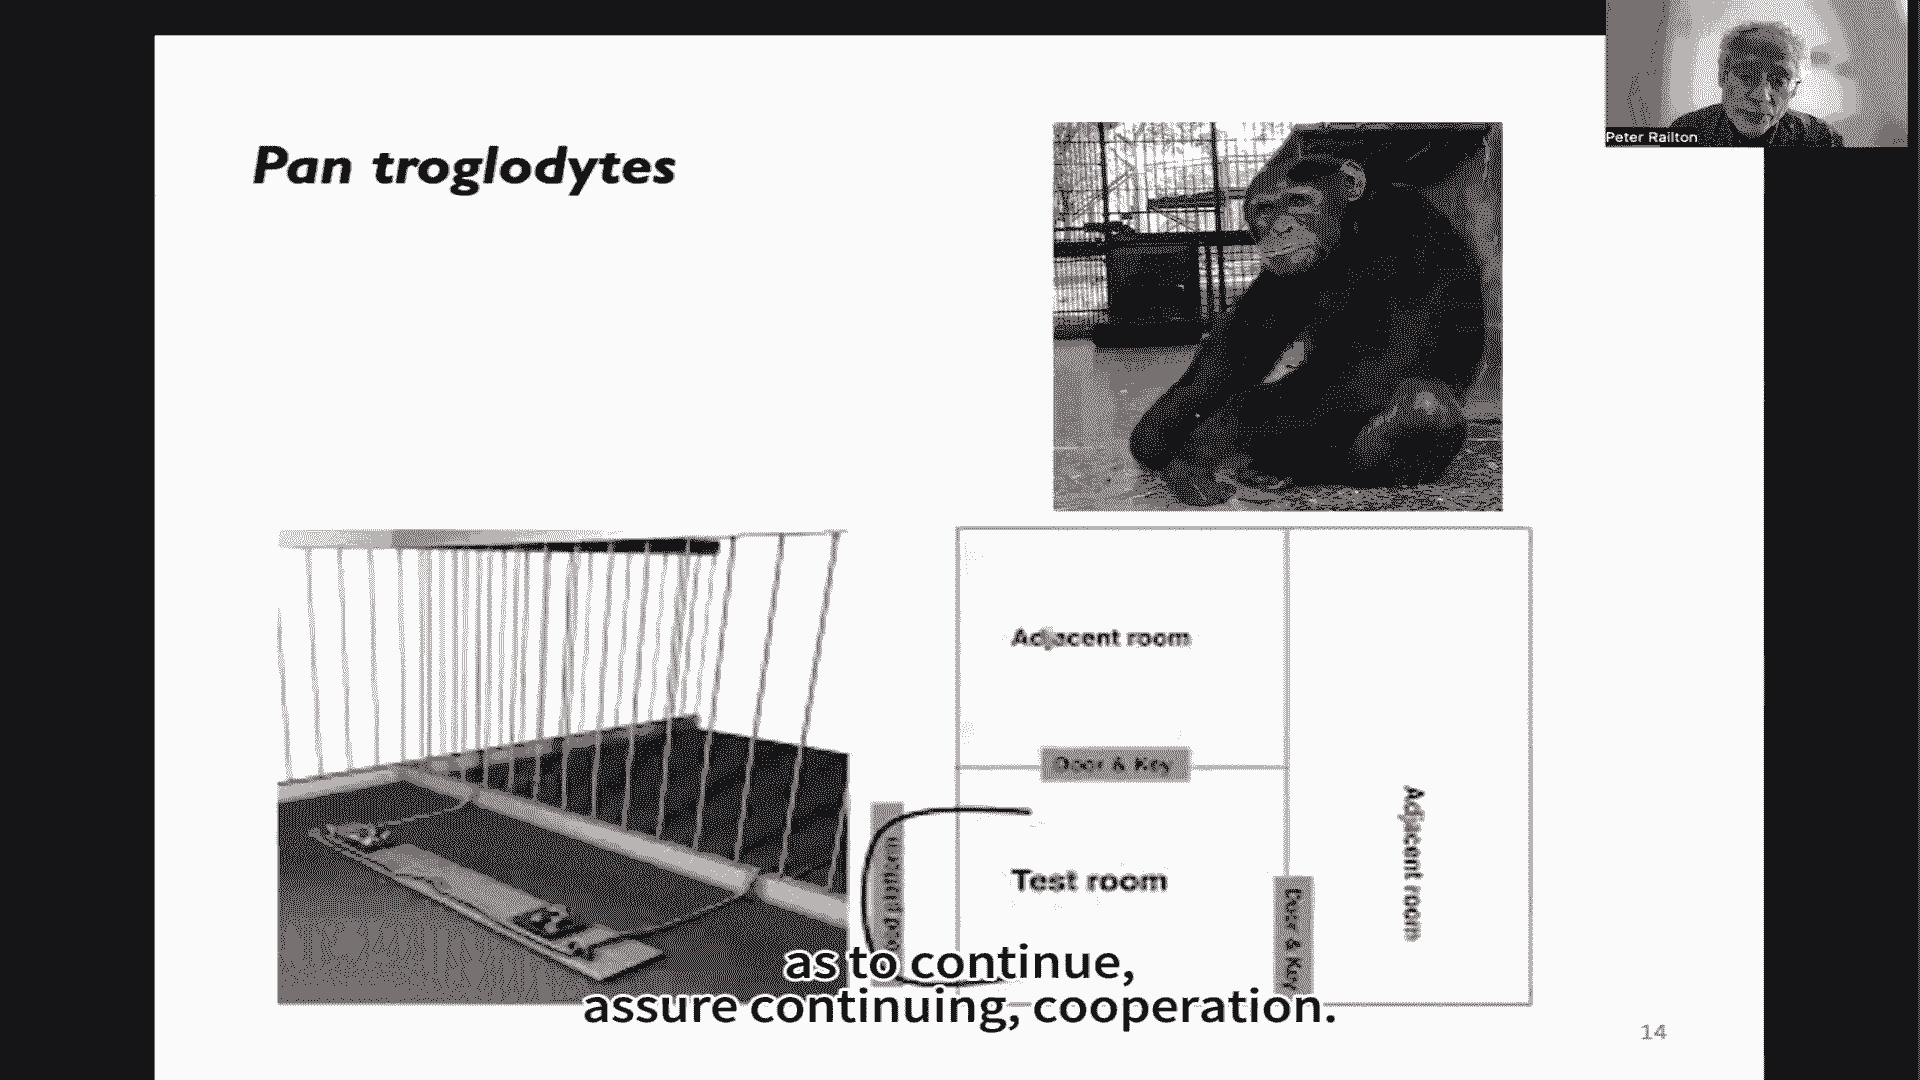 Peter Railton
Pan troglodytes
Adjacent room
Door & Key
Test room
Adjacent room
Door & Key
as to continue,
assure continuing, cooperation.
14